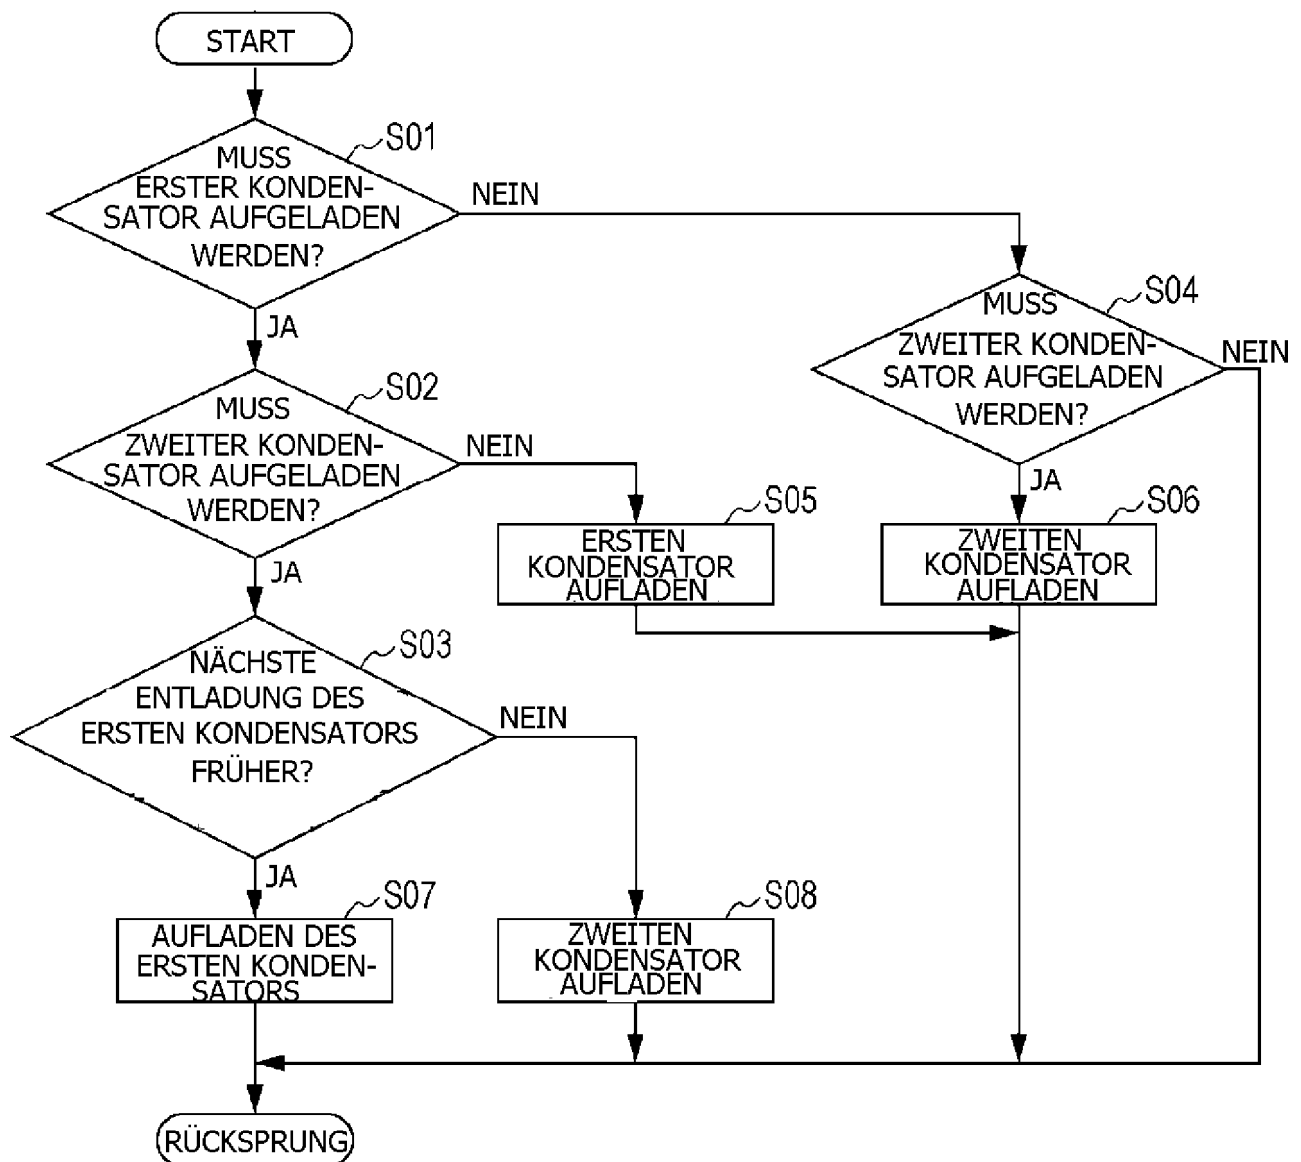 START
S01
MUSS
ERSTER KONDEN-
SATOR AUFGELADEN
WERDEN?
NEIN
JA
S04
MUSS
ZWEITER KONDEN-
SATOR AUFGELADEN
WERDEN?
NEIN
JA
S02
MUSS
ZWEITER KONDEN-
SATOR AUFGELADEN
WERDEN?
NEIN
JA
S05
ERSTEN
KONDENSATOR
AUFLADEN
S06
ZWEITEN
KONDENSATOR
AUFLADEN
S03
NÄCHSTE
ENTLADUNG DES
ERSTEN KONDENSATORS
FRÜHER?
NEIN
JA
S07
AUFLADEN DES
ERSTEN KONDEN-
SATORS
S08
ZWEITEN
KONDENSATOR
AUFLADEN
RÜCKSPRUNG